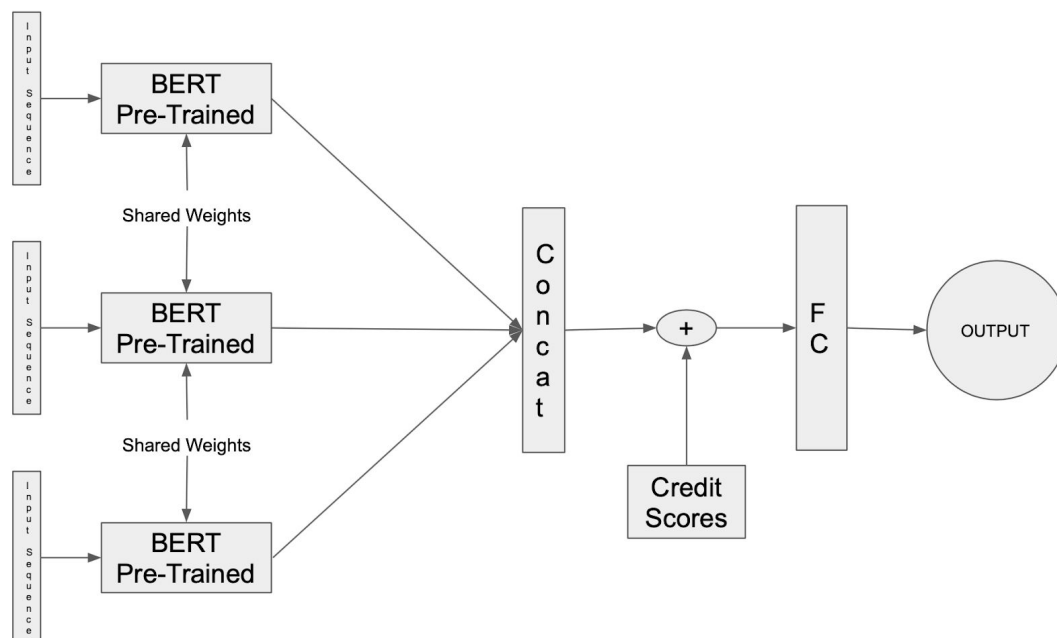 Input Sequence
BERT
Pre-Trained
Shared Weights
Input Sequence
BERT
Pre-Trained
Shared Weights
Input Sequence
BERT
Pre-Trained
Concat
+
Credit
Scores
FC
OUTPUT